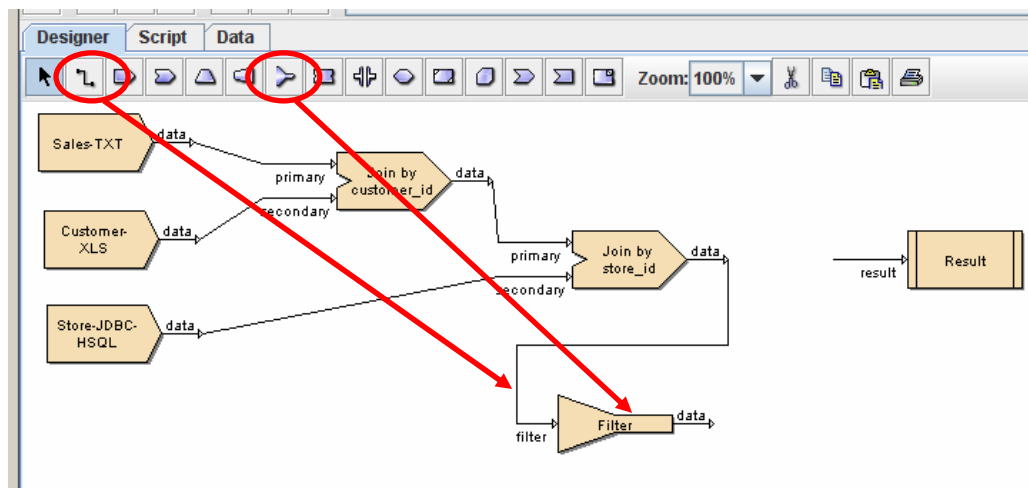 Designer Script Data
Zoom: 100%
Sales-TXT
data
primary
Join by
customer_id
data
secondary
Customer-
XLS
data
primary
Join by
store_id
data
secondary
result
Result
Store-JDBC-
HSQL
data
filter
Filter
data